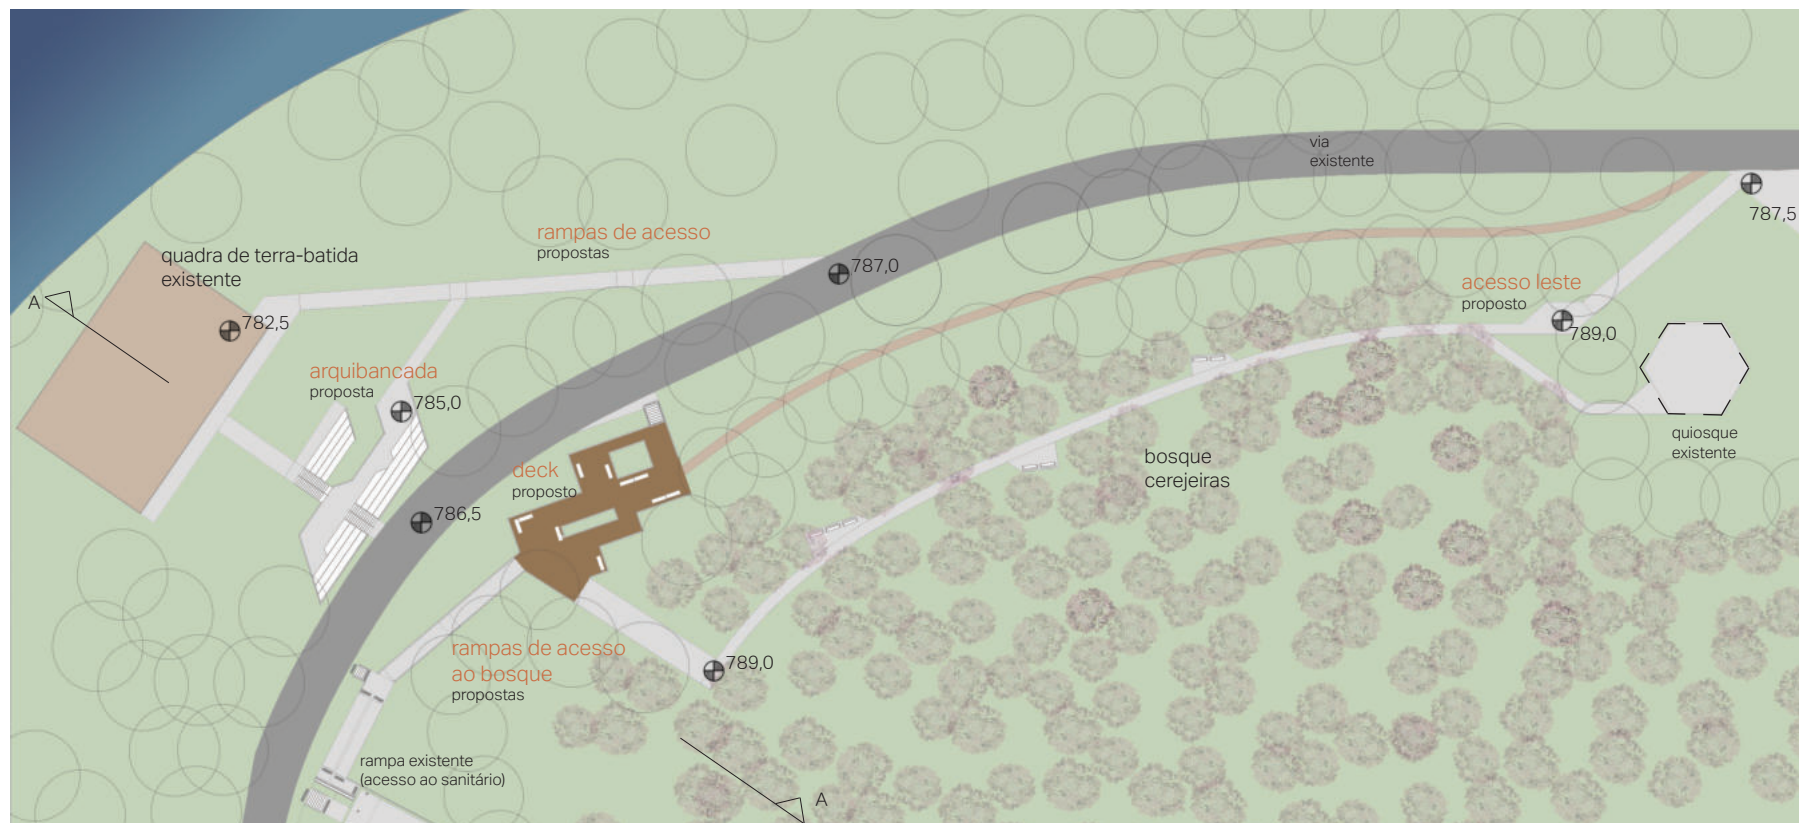 via
existente
787,5
rampas de acesso
propostas
quadra de terra-batida
existente
787,0
acesso leste
proposto
A
782,5
789,0
arquibancada
proposta
785,0
quiosque
existente
bosque
cerejeiras
deck
proposto
786,5
rampas de acesso
ao bosque
propostas
789,0
rampa existente
(acesso ao sanitário)
A